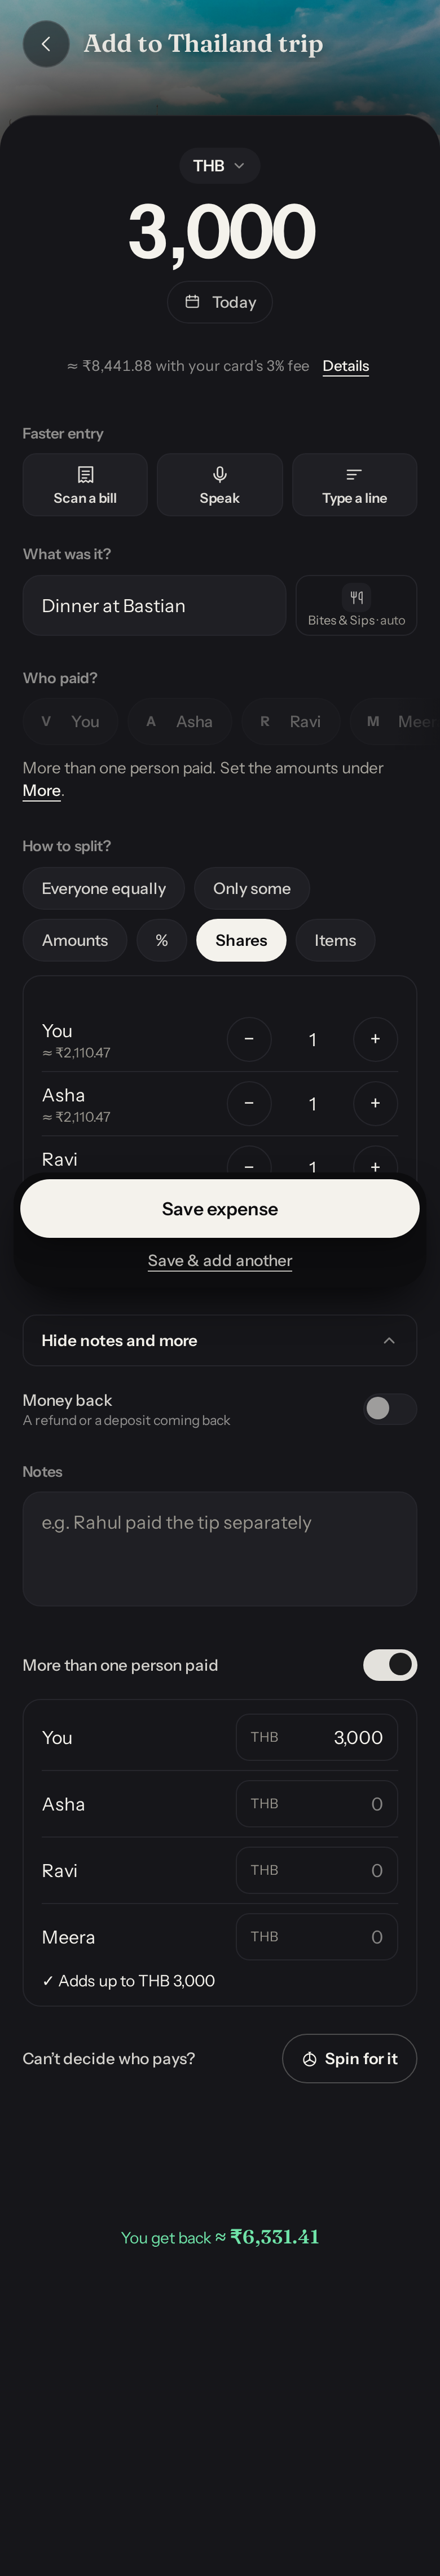 Add to Thailand trip
THB
3,000
Today
≈ ₹8,441.88 with your card's 3% fee Details
Faster entry
Scan a bill Speak Type a line
What was it?
Dinner at Bastian
Bites & Sips · auto
Who paid?
V You A Asha R Ravi M Meer
More than one person paid. Set the amounts under
More.
How to split?
Everyone equally Only some
Amounts % Shares Items
You
≈ ₹2,110.47
− 1 +
Asha
≈ ₹2,110.47
− 1 +
Ravi
− 1 +
Save expense
Save & add another
Hide notes and more
Money back
A refund or a deposit coming back
Notes
e.g. Rahul paid the tip separately
More than one person paid
You THB 3,000
Asha THB 0
Ravi THB 0
Meera THB 0
✓ Adds up to THB 3,000
Can't decide who pays? Spin for it
You get back ≈ ₹6,331.41